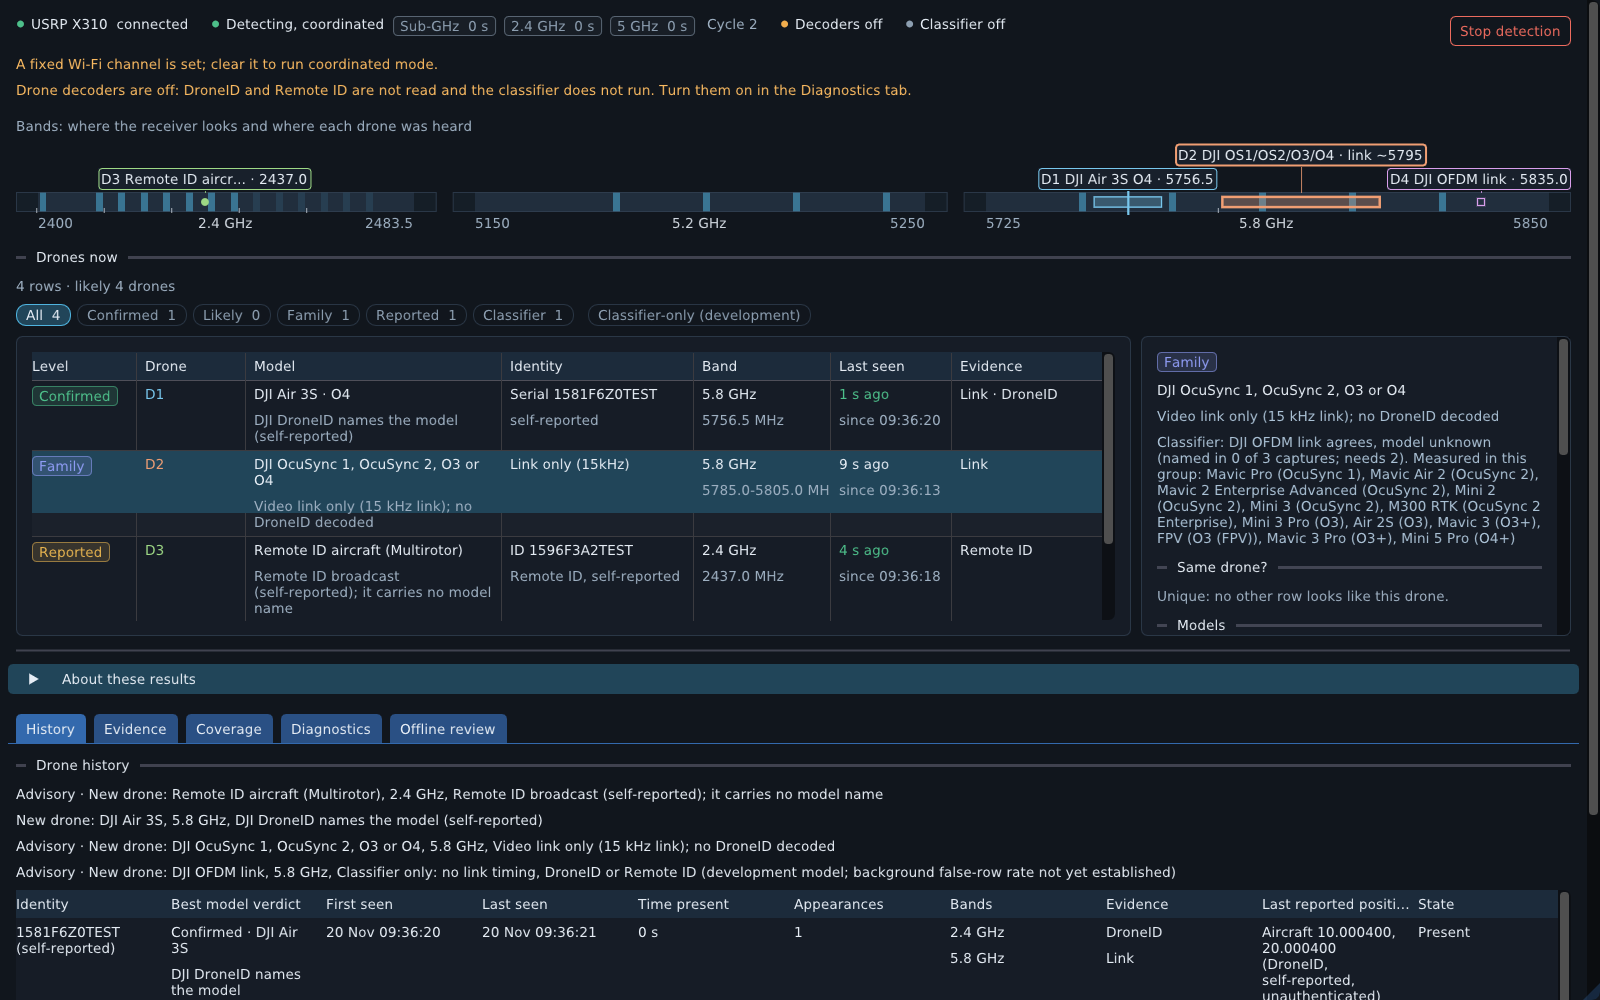 USRP X310 connected Detecting, coordinated Sub-GHz 0 s 2.4 GHz 0 s 5 GHz 0 s Cycle 2 Decoders off Classifier off Stop detection
A fixed Wi-Fi channel is set; clear it to run coordinated mode.
Drone decoders are off: DroneID and Remote ID are not read and the classifier does not run. Turn them on in the Diagnostics tab.
Bands: where the receiver looks and where each drone was heard
D2 DJI OS1/OS2/O3/O4 · link ~5795
D3 Remote ID aircr... · 2437.0 D1 DJI Air 3S O4 · 5756.5 D4 DJI OFDM link · 5835.0
2400 2.4 GHz 2483.5 5150 5.2 GHz 5250 5725 5.8 GHz 5850
Drones now
4 rows · likely 4 drones
All 4 Confirmed 1 Likely 0 Family 1 Reported 1 Classifier 1 Classifier-only (development)
Level Drone Model Identity Band Last seen Evidence
Confirmed D1 DJI Air 3S · O4 Serial 1581F6Z0TEST 5.8 GHz 1 s ago Link · DroneID
DJI DroneID names the model self-reported 5756.5 MHz since 09:36:20
(self-reported)
Family D2 DJI OcuSync 1, OcuSync 2, O3 or Link only (15kHz) 5.8 GHz 9 s ago Link
O4
5785.0-5805.0 MH since 09:36:13
Video link only (15 kHz link); no
DroneID decoded
Reported D3 Remote ID aircraft (Multirotor) ID 1596F3A2TEST 2.4 GHz 4 s ago Remote ID
Remote ID broadcast Remote ID, self-reported 2437.0 MHz since 09:36:18
(self-reported); it carries no model
name
Family
DJI OcuSync 1, OcuSync 2, O3 or O4
Video link only (15 kHz link); no DroneID decoded
Classifier: DJI OFDM link agrees, model unknown
(named in 0 of 3 captures; needs 2). Measured in this
group: Mavic Pro (OcuSync 1), Mavic Air 2 (OcuSync 2),
Mavic 2 Enterprise Advanced (OcuSync 2), Mini 2
(OcuSync 2), Mini 3 (OcuSync 2), M300 RTK (OcuSync 2
Enterprise), Mini 3 Pro (O3), Air 2S (O3), Mavic 3 (O3+),
FPV (O3 (FPV)), Mavic 3 Pro (O3+), Mini 5 Pro (O4+)
Same drone?
Unique: no other row looks like this drone.
Models
About these results
History Evidence Coverage Diagnostics Offline review
Drone history
Advisory · New drone: Remote ID aircraft (Multirotor), 2.4 GHz, Remote ID broadcast (self-reported); it carries no model name
New drone: DJI Air 3S, 5.8 GHz, DJI DroneID names the model (self-reported)
Advisory · New drone: DJI OcuSync 1, OcuSync 2, O3 or O4, 5.8 GHz, Video link only (15 kHz link); no DroneID decoded
Advisory · New drone: DJI OFDM link, 5.8 GHz, Classifier only: no link timing, DroneID or Remote ID (development model; background false-row rate not yet established)
Identity Best model verdict First seen Last seen Time present Appearances Bands Evidence Last reported positi... State
1581F6Z0TEST Confirmed · DJI Air 20 Nov 09:36:20 20 Nov 09:36:21 0 s 1 2.4 GHz DroneID Aircraft 10.000400, Present
(self-reported) 3S 20.000400
5.8 GHz Link (DroneID,
DJI DroneID names self-reported,
the model unauthenticated)